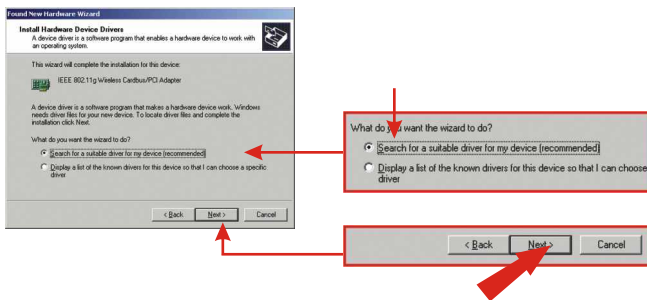 Found New Hardware Wizard
Install Hardware Device Drivers
A device driver is a software program that enables a hardware device to work with
an operating system.
This wizard will complete the installation for this device:
IEEE 802.11g Wireless Cardbus/PCI Adapter
A device driver is a software program that makes a hardware device work. Windows
needs driver files for your new device. To locate driver files and complete the
installation click Next.
What do you want the wizard to do?
Search for a suitable driver for my device (recommended)
Display a list of the known drivers for this device so that I can choose a specific
driver
< Back Next > Cancel
What do you want the wizard to do?
Search for a suitable driver for my device (recommended)
Display a list of the known drivers for this device so that I can choose
driver
< Back Next > Cancel